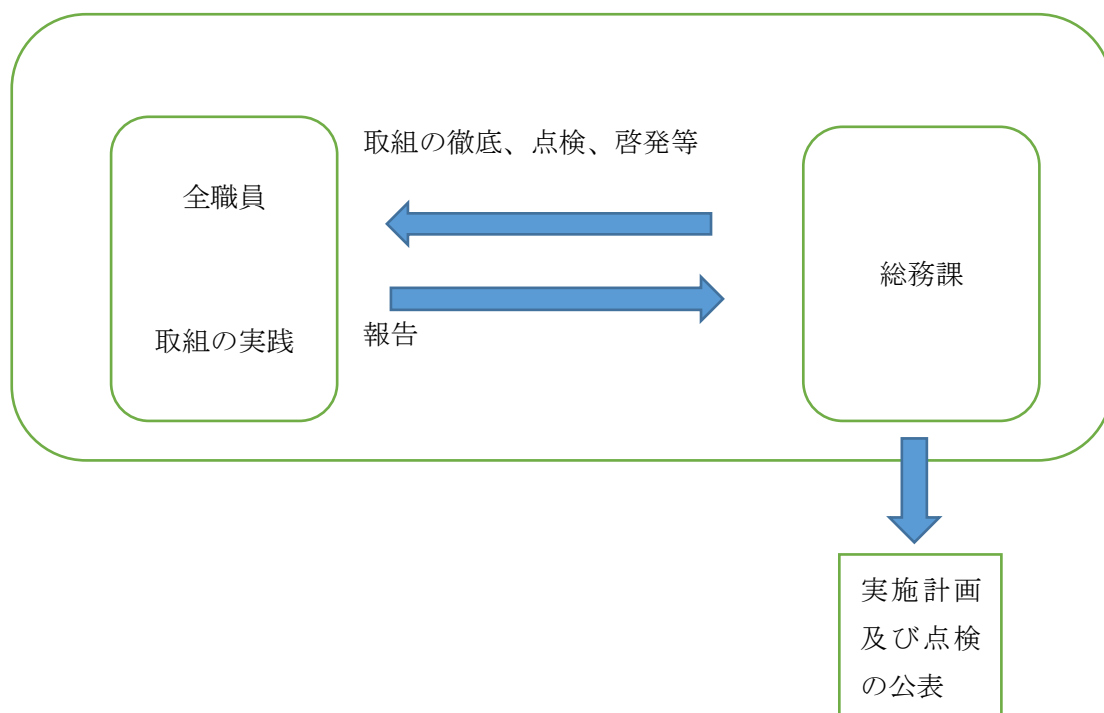 取組の徹底、点検、啓発等
全職員
取組の実践
報告
総務課
実施計画
及び点検
の公表